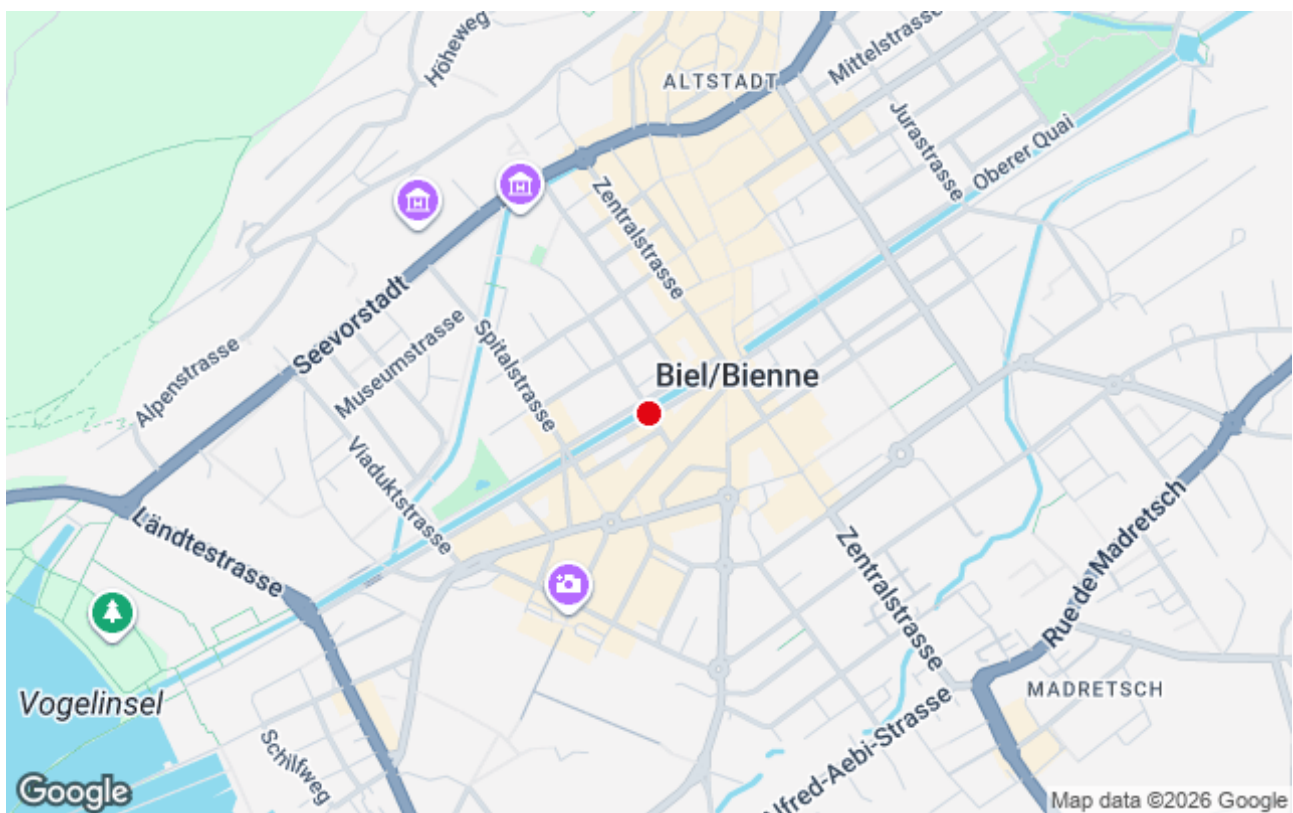 Höheweg
ALTSTADT
Mittelstrasse
Jurastrasse
Oberer Quai
Zentralstrasse
Seevorstadt
Museumstrasse
Spitalstrasse
Alpenstrasse
Biel/Bienne
Viaduktstrasse
Ländtestrasse
Zentralstrasse
Rue de Madretsch
MADRETSCH
Vogelinsel
Schilfweg
Alfred-Aebi-Strasse
Google
Map data ©2026 Google